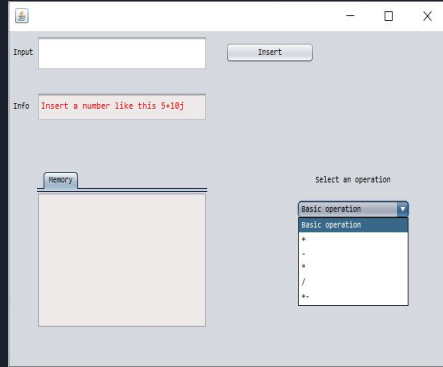 Input
Insert
Info
Insert a number like this 5+10j
Memory
Select an operation
Basic operation
Basic operation
+
-
*
/
+-